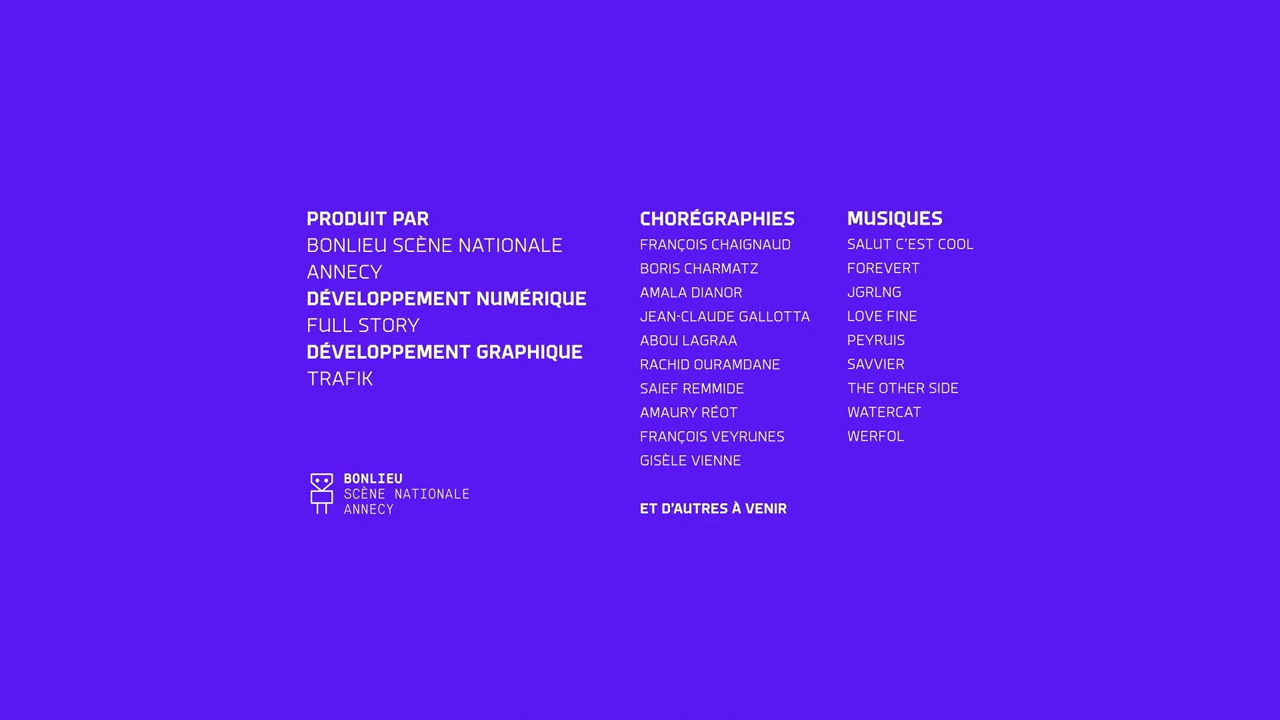 PRODUIT PAR
BONLIEU SCÈNE NATIONALE
ANNECY
DÉVELOPPEMENT NUMÉRIQUE
FULL STORY
DÉVELOPPEMENT GRAPHIQUE
TRAFIK
BONLIEU
SCÈNE NATIONALE
ANNECY
CHORÉGRAPHIES
FRANÇOIS CHAIGNAUD
BORIS CHARMATZ
AMALA DIANOR
JEAN-CLAUDE GALLOTTA
ABOU LAGRAA
RACHID OURAMDANE
SAIEF REMMIDE
AMAURY RÉOT
FRANÇOIS VEYRUNES
GISÈLE VIENNE
ET D'AUTRES À VENIR
MUSIQUES
SALUT C'EST COOL
FOREVERT
JGRLNG
LOVE FINE
PEYRUIS
SAVVIER
THE OTHER SIDE
WATERCAT
WERFOL